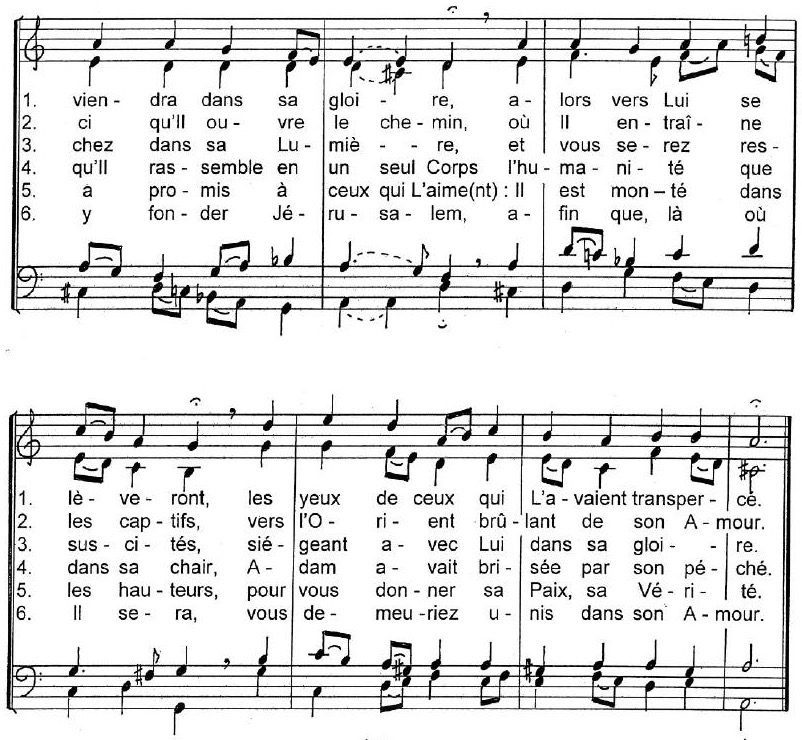 1. vien - dra dans sa gloi - re, a - lors vers Lui se
2. ci qu'Il ou - vre le che - min, où Il en - traî - ne
3. chez dans sa Lu - miè - - re, et vous se - rez res -
4. qu'Il ras - semble en un seul Corps l'hu - ma - ni - té que
5. a pro - mis à ceux qui L'aime(nt) : Il est mon - té dans
6. y fon - der Jé - ru - sa - lem, a - fin que, là où
1. lè - ve - ront, les yeux de ceux qui L'a - vaient transper - cé.
2. les cap - tifs, vers l'O - ri - ent brû - lant de son A - mour.
3. sus - ci - tés, sié - geant a - vec Lui dans sa gloi - - re.
4. dans sa chair, A - dam a - vait bri - sée par son pé - ché.
5. les hau - teurs, pour vous don - ner sa Paix, sa Vé - ri - té.
6. Il se - ra, vous de - meu - riez u - nis dans son A - mour.